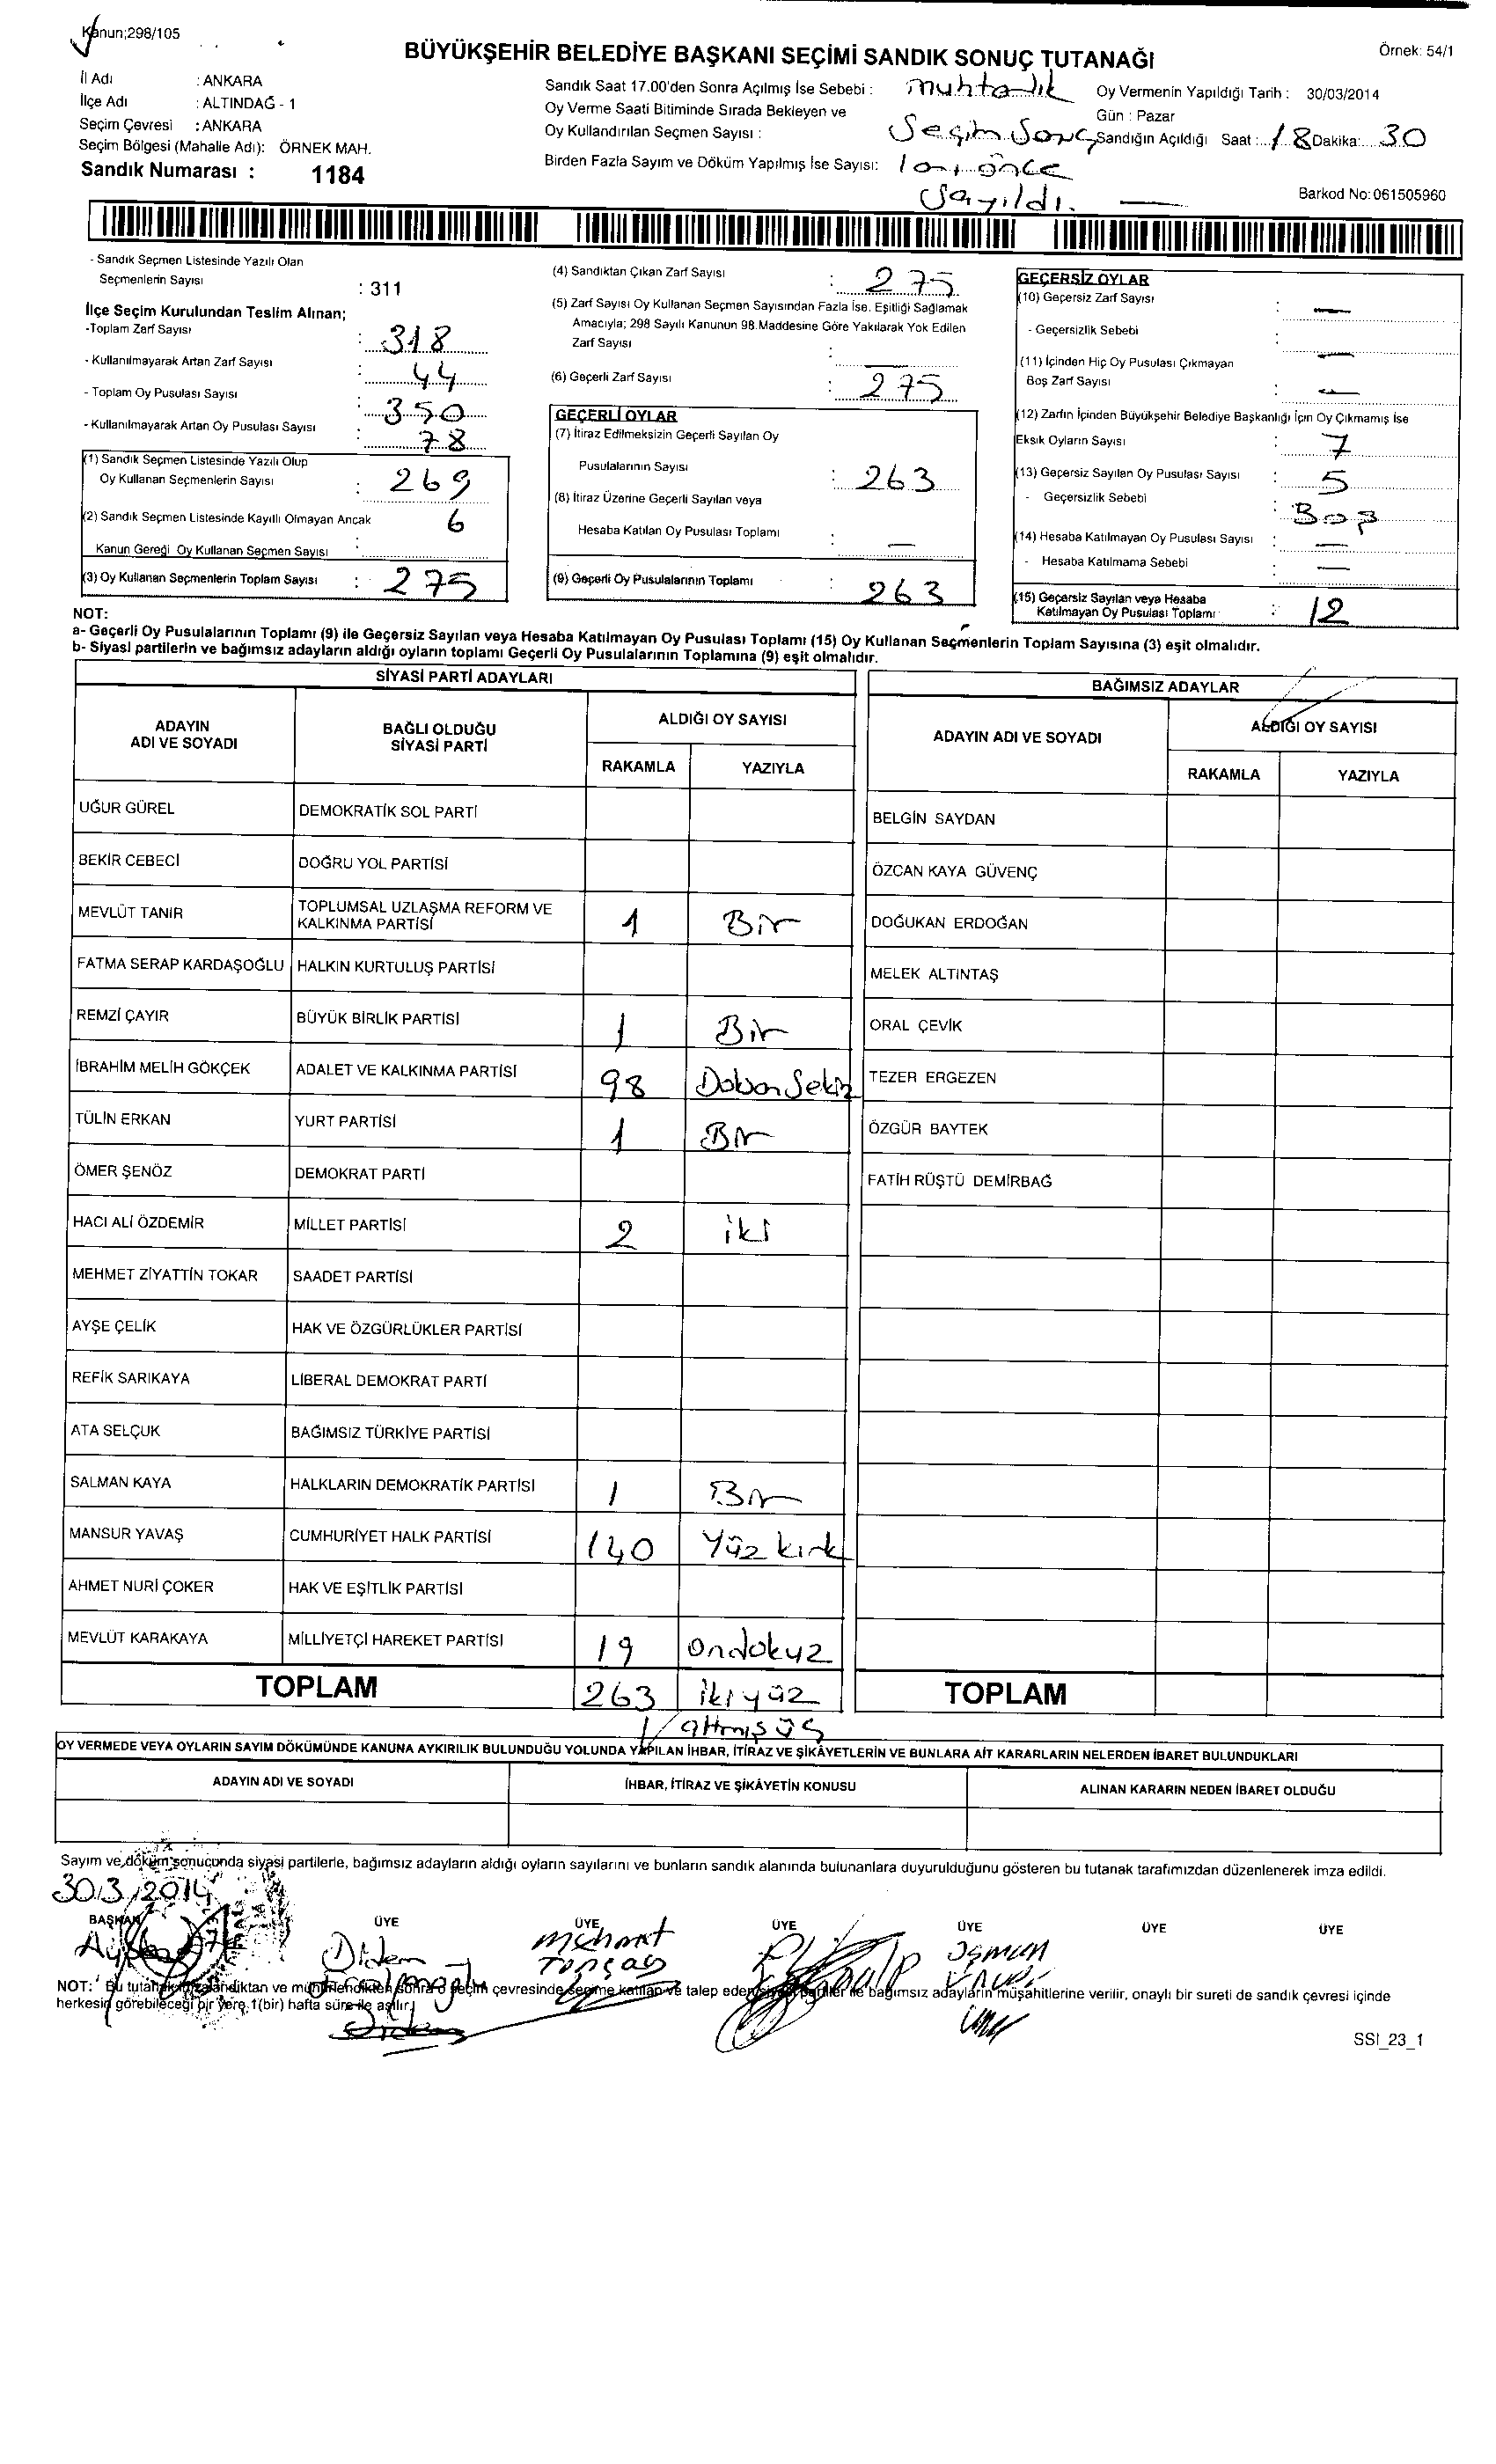 Kanun;298/105
Örnek: 54/1
BÜYÜKŞEHİR BELEDİYE BAŞKANI SEÇİMİ SANDIK SONUÇ TUTANAĞI
İl Adı : ANKARA
İlçe Adı : ALTINDAĞ - 1
Seçim Çevresi : ANKARA
Seçim Bölgesi (Mahalle Adı): ÖRNEK MAH.
Sandık Numarası : 1184
Sandık Saat 17.00'den Sonra Açılmış İse Sebebi : muhtarlık
Oy Verme Saati Bitiminde Sırada Bekleyen ve
Oy Kullandırılan Seçmen Sayısı : Seçim
Birden Fazla Sayım ve Döküm Yapılmış İse Sayısı: önce
sayıldı. —
Oy Vermenin Yapıldığı Tarih : 30/03/2014
Gün : Pazar
Sandığın Açıldığı Saat : 18 Dakika: 30
Barkod No: 061505960
- Sandık Seçmen Listesinde Yazılı Olan
Seçmenlerin Sayısı : 311
İlçe Seçim Kurulundan Teslim Alınan;
-Toplam Zarf Sayısı : 318
- Kullanılmayarak Artan Zarf Sayısı : 44
- Toplam Oy Pusulası Sayısı : 350
- Kullanılmayarak Artan Oy Pusulası Sayısı : 78
(1) Sandık Seçmen Listesinde Yazılı Olup
Oy Kullanan Seçmenlerin Sayısı : 269
(2) Sandık Seçmen Listesinde Kayıtlı Olmayan Ancak
Kanun Gereği Oy Kullanan Seçmen Sayısı : 6
(3) Oy Kullanan Seçmenlerin Toplam Sayısı : 275
(4) Sandıktan Çıkan Zarf Sayısı : 275
(5) Zarf Sayısı Oy Kullanan Seçmen Sayısından Fazla İse, Eşitliği Sağlamak
Amacıyla; 298 Sayılı Kanunun 98.Maddesine Göre Yakılarak Yok Edilen
Zarf Sayısı :
(6) Geçerli Zarf Sayısı : 275
GEÇERLİ OYLAR
(7) İtiraz Edilmeksizin Geçerli Sayılan Oy
Pusulalarının Sayısı : 263
(8) İtiraz Üzerine Geçerli Sayılan veya
Hesaba Katılan Oy Pusulası Toplamı : —
(9) Geçerli Oy Pusulalarının Toplamı : 263
GEÇERSİZ OYLAR
(10) Geçersiz Zarf Sayısı : —
- Geçersizlik Sebebi : —
(11) İçinden Hiç Oy Pusulası Çıkmayan
Boş Zarf Sayısı : —
(12) Zarfın İçinden Büyükşehir Belediye Başkanlığı İçin Oy Çıkmamış İse
Eksik Oyların Sayısı : 7
(13) Geçersiz Sayılan Oy Pusulası Sayısı : 5
- Geçersizlik Sebebi : Boş
(14) Hesaba Katılmayan Oy Pusulası Sayısı : —
- Hesaba Katılmama Sebebi : —
(15) Geçersiz Sayılan veya Hesaba
Katılmayan Oy Pusulası Toplamı : 12
NOT:
a- Geçerli Oy Pusulalarının Toplamı (9) ile Geçersiz Sayılan veya Hesaba Katılmayan Oy Pusulası Toplamı (15) Oy Kullanan Seçmenlerin Toplam Sayısına (3) eşit olmalıdır.
b- Siyasi partilerin ve bağımsız adayların aldığı oyların toplamı Geçerli Oy Pusulalarının Toplamına (9) eşit olmalıdır.
SİYASİ PARTİ ADAYLARI
ADAYIN ADI VE SOYADI
BAĞLI OLDUĞU SİYASİ PARTİ
ALDIĞI OY SAYISI
RAKAMLA YAZIYLA
UĞUR GÜREL DEMOKRATİK SOL PARTİ
BEKİR CEBECİ DOĞRU YOL PARTİSİ
MEVLÜT TANIR TOPLUMSAL UZLAŞMA REFORM VE KALKINMA PARTİSİ 1 Bir
FATMA SERAP KARDAŞOĞLU HALKIN KURTULUŞ PARTİSİ
REMZİ ÇAYIR BÜYÜK BİRLİK PARTİSİ 1 Bir
İBRAHİM MELİH GÖKÇEK ADALET VE KALKINMA PARTİSİ 98 Doksan Sekiz
TÜLİN ERKAN YURT PARTİSİ 1 Bir
ÖMER ŞENÖZ DEMOKRAT PARTİ
HACI ALİ ÖZDEMİR MİLLET PARTİSİ 2 iki
MEHMET ZİYATTİN TOKAR SAADET PARTİSİ
AYŞE ÇELİK HAK VE ÖZGÜRLÜKLER PARTİSİ
REFİK SARIKAYA LİBERAL DEMOKRAT PARTİ
ATA SELÇUK BAĞIMSIZ TÜRKİYE PARTİSİ
SALMAN KAYA HALKLARIN DEMOKRATİK PARTİSİ 1 Bir
MANSUR YAVAŞ CUMHURİYET HALK PARTİSİ 140 Yüz kırk
AHMET NURİ ÇOKER HAK VE EŞİTLİK PARTİSİ
MEVLÜT KARAKAYA MİLLİYETÇİ HAREKET PARTİSİ 19 ondokuz
TOPLAM 263 iki yüz
altmış üç
BAĞIMSIZ ADAYLAR
ADAYIN ADI VE SOYADI
ALDIĞI OY SAYISI
RAKAMLA YAZIYLA
BELGİN SAYDAN
ÖZCAN KAYA GÜVENÇ
DOĞUKAN ERDOĞAN
MELEK ALTINTAŞ
ORAL ÇEVİK
TEZER ERGEZEN
ÖZGÜR BAYTEK
FATİH RÜŞTÜ DEMİRBAĞ
TOPLAM
OY VERMEDE VEYA OYLARIN SAYIM DÖKÜMÜNDE KANUNA AYKIRILIK BULUNDUĞU YOLUNDA YAPILAN İHBAR, İTİRAZ VE ŞİKÂYETLERİN VE BUNLARA AİT KARARLARIN NELERDEN İBARET BULUNDUKLARI
ADAYIN ADI VE SOYADI
İHBAR, İTİRAZ VE ŞİKÂYETİN KONUSU
ALINAN KARARIN NEDEN İBARET OLDUĞU
Sayım ve döküm sonucunda siyasi partilerle, bağımsız adayların aldığı oyların sayılarını ve bunların sandık alanında bulunanlara duyurulduğunu gösteren bu tutanak tarafımızdan düzenlenerek imza edildi.
30/3/2014
BAŞKAN ÜYE ÜYE ÜYE ÜYE ÜYE ÜYE
Didem
Osman
NOT: Bu tutanak imzalandıktan ve mühürlendikten sonra o seçim çevresinde seçime katılan ve talep eden siyasi partiler ile bağımsız adayların müşahitlerine verilir, onaylı bir sureti de sandık çevresi içinde
herkesin görebileceği bir yere 1(bir) hafta süre ile asılır.
SSI_23_1